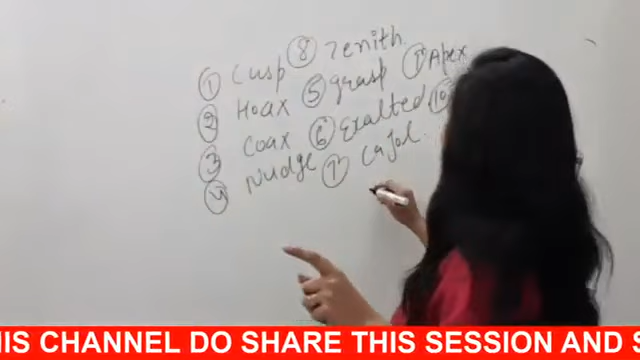 ① Cusp
② Hoax
③ Coax
④ Nudge
⑤ grasp
⑥ Exalted
⑦ Cajol
⑧ Zenith
⑨ Apex
⑩
HIS CHANNEL DO SHARE THIS SESSION AND S